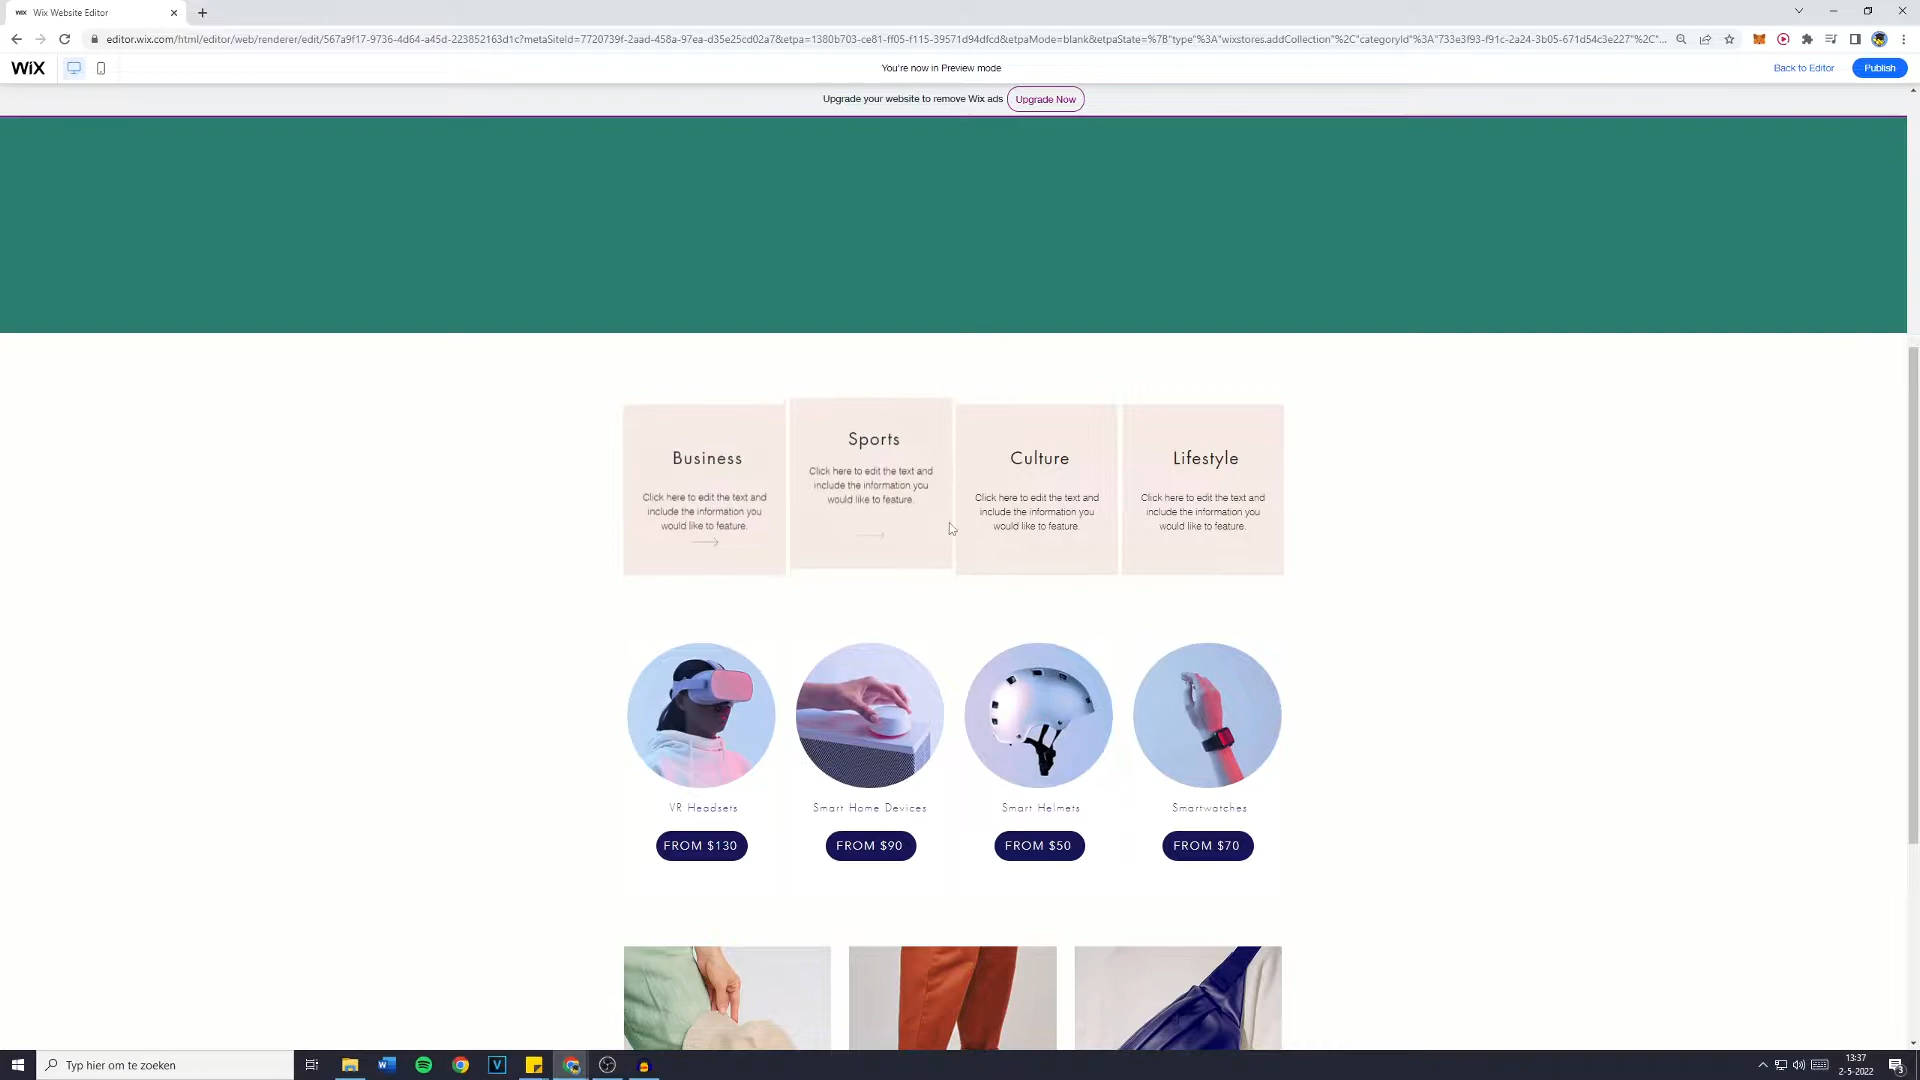 WiX Wix Website Editor
editor.wix.com/html/editor/web/renderer/edit/567a9f17-9736-4d64-a45d-223852163d1c?metaSiteId=7720739f-2aad-458a-97ea-d35e25cd02a7&etpa=1380b703-ce81-ff05-f115-39571d94dfcd&etpaMode=blank&etpaState=%7B"type"%3A"wixstores.addCollection"%2C"categoryId"%3A"733e3f93-f91c-2a24-3b05-671d54c3e227"%2C"...
WiX
You're now in Preview mode
Back to Editor
Publish
Upgrade your website to remove Wix ads Upgrade Now
Business
Click here to edit the text and
include the information you
would like to feature.
Sports
Click here to edit the text and
include the information you
would like to feature.
Culture
Click here to edit the text and
include the information you
would like to feature.
Lifestyle
Click here to edit the text and
include the information you
would like to feature.
VR Headsets
FROM $130
Smart Home Devices
FROM $90
Smart Helmets
FROM $50
Smartwatches
FROM $70
Typ hier om te zoeken
13:37
2-5-2022
3